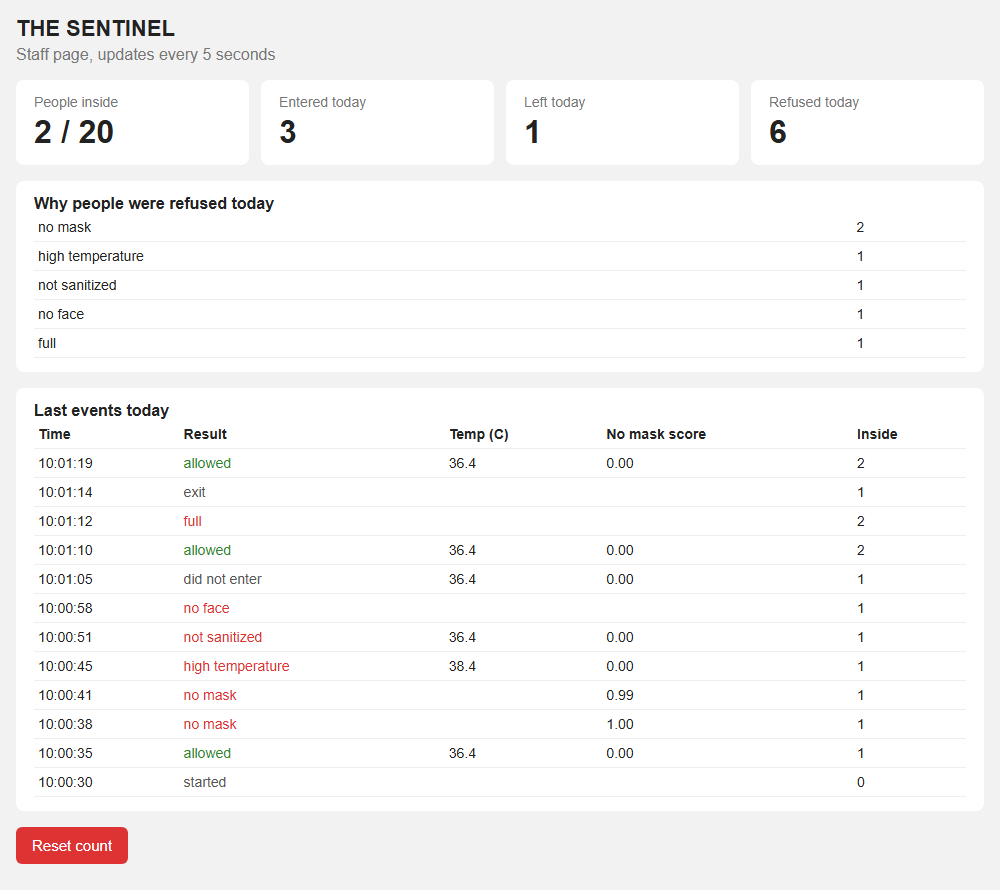 THE SENTINEL
Staff page, updates every 5 seconds
People inside Entered today Left today Refused today
2 / 20 3 1 6
Why people were refused today
no mask 2
high temperature 1
not sanitized 1
no face 1
full 1
Last events today
Time Result Temp (C) No mask score Inside
10:01:19 allowed 36.4 0.00 2
10:01:14 exit 1
10:01:12 full 2
10:01:10 allowed 36.4 0.00 2
10:01:05 did not enter 36.4 0.00 1
10:00:58 no face 1
10:00:51 not sanitized 36.4 0.00 1
10:00:45 high temperature 38.4 0.00 1
10:00:41 no mask 0.99 1
10:00:38 no mask 1.00 1
10:00:35 allowed 36.4 0.00 1
10:00:30 started 0
Reset count